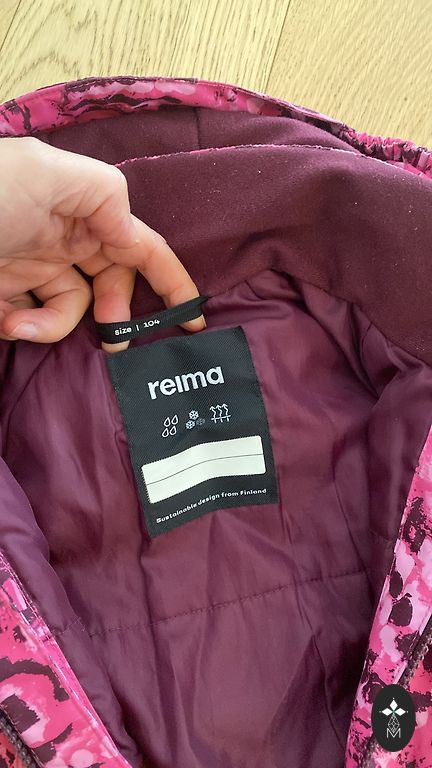 size | 104
reima
Sustainable design from Finland
M